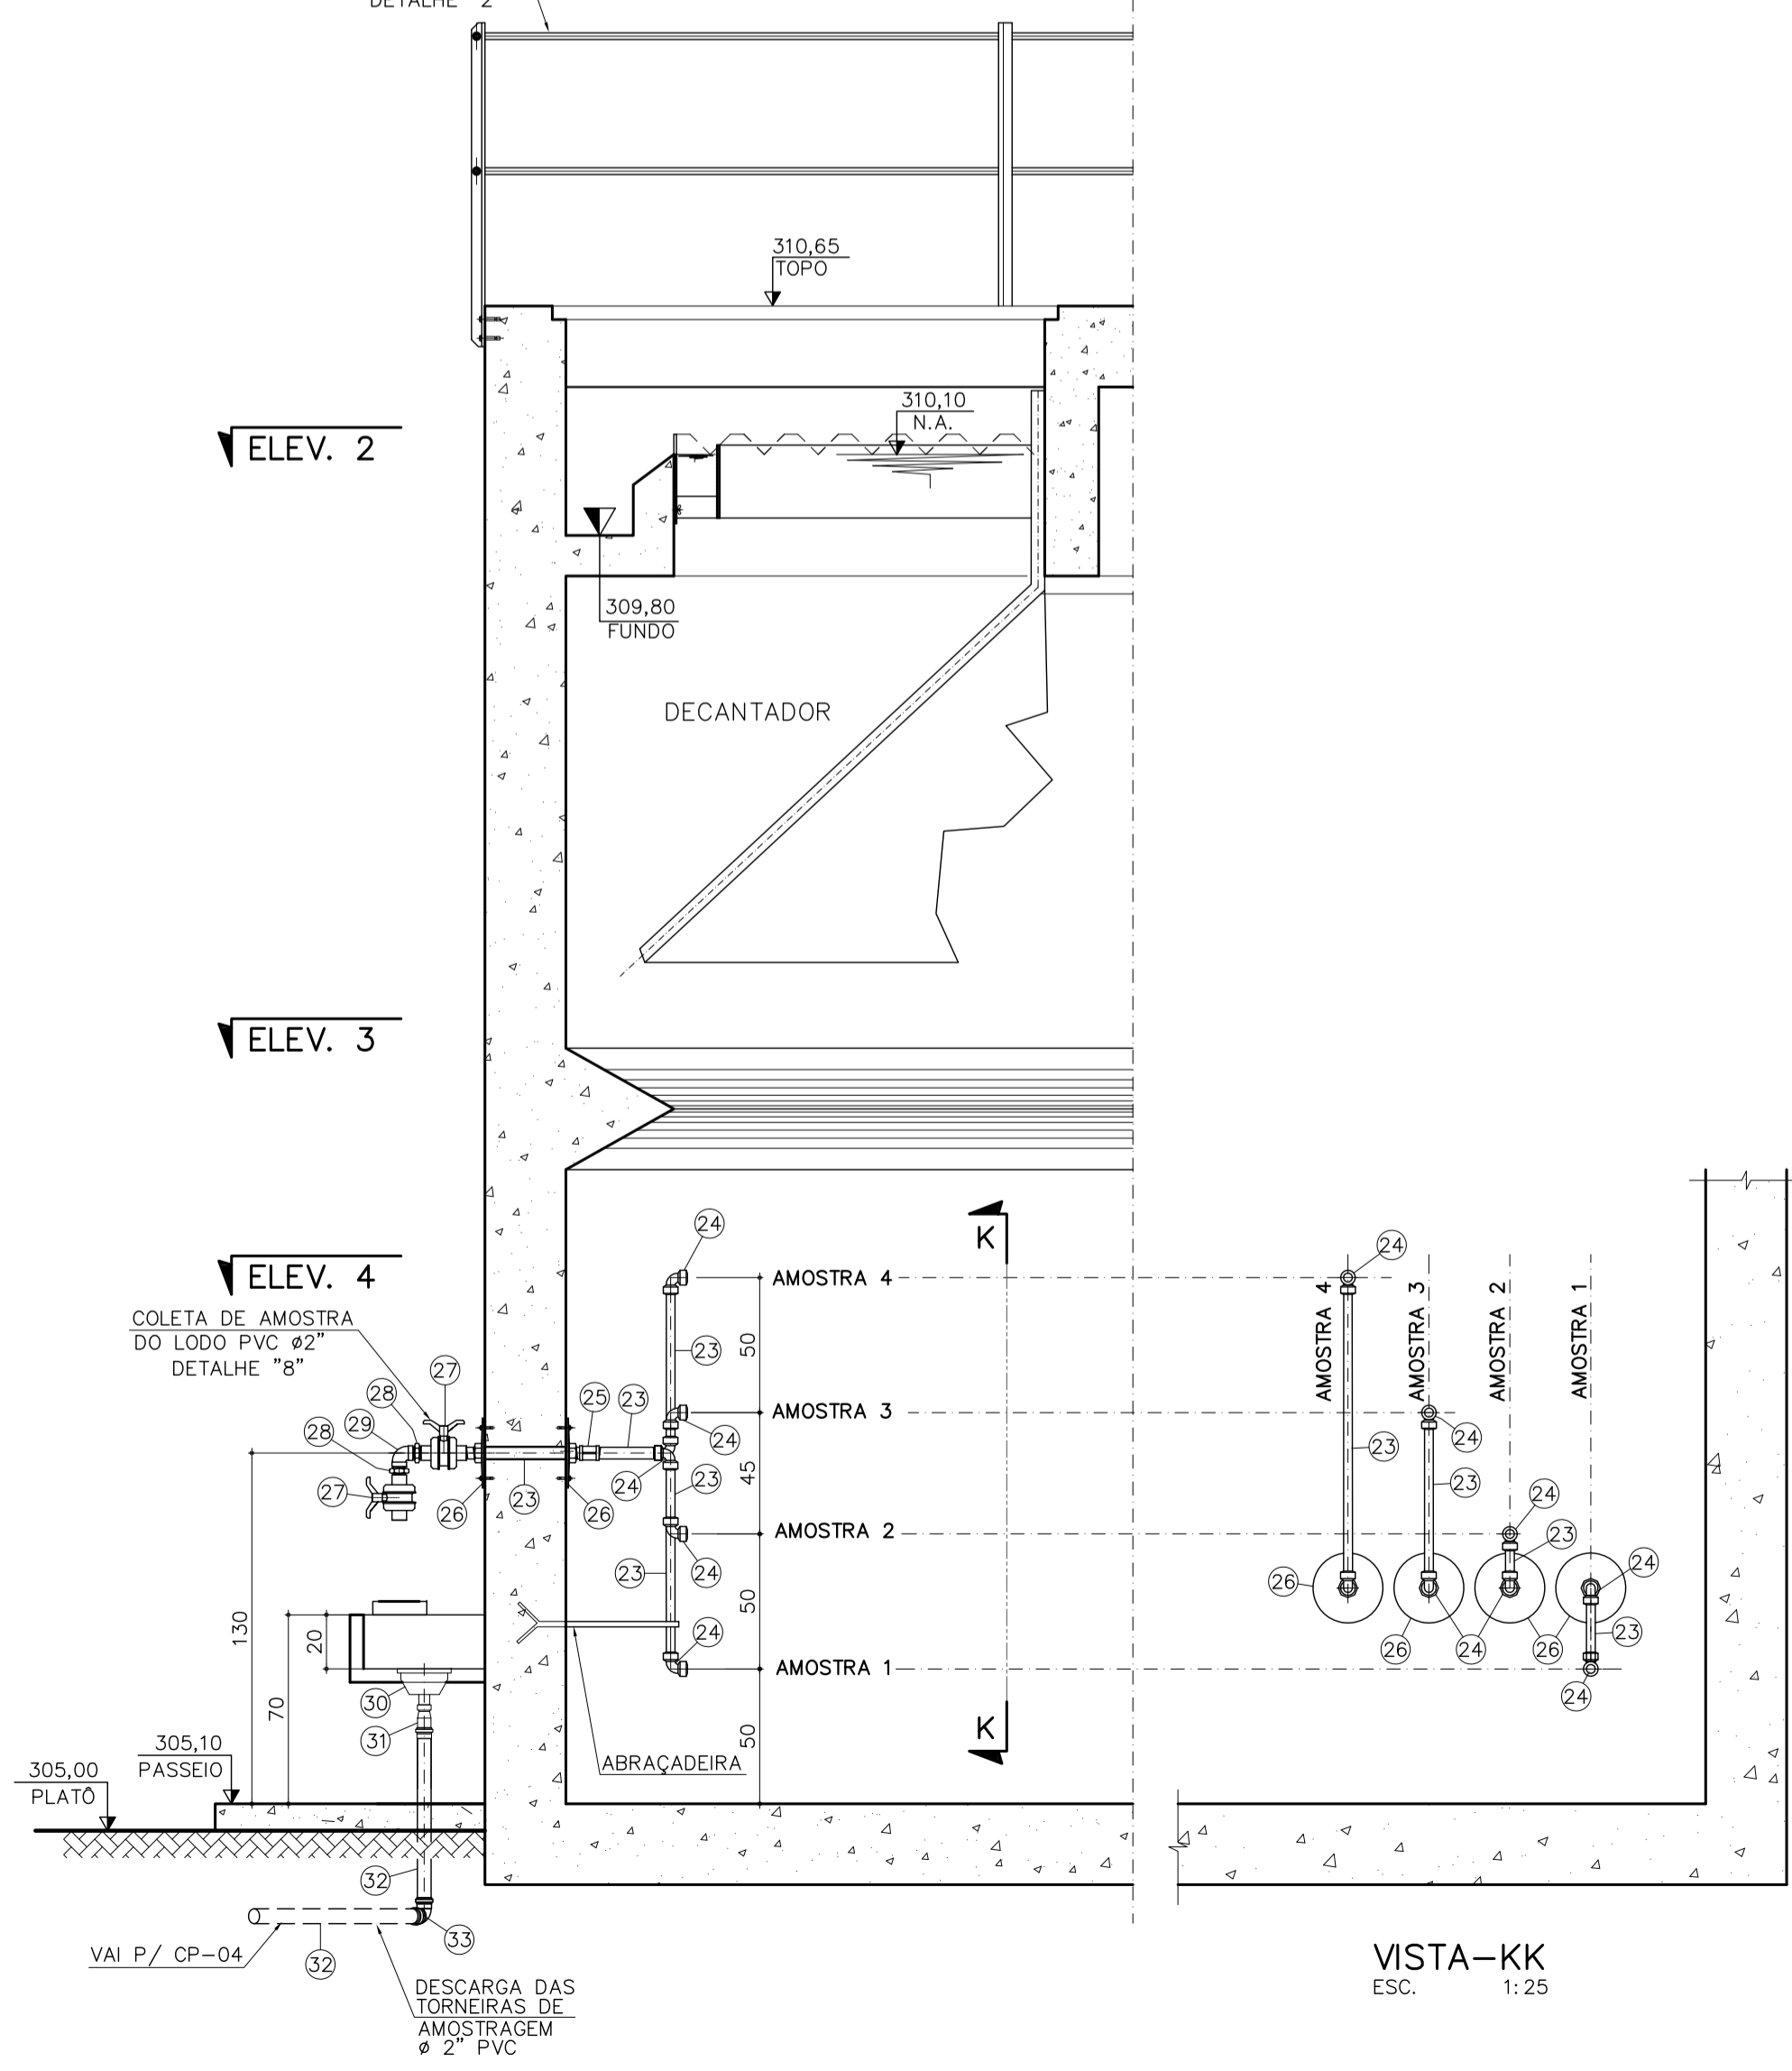 DETALHE "2"
310,65
TOPO
310,10
N.A.
ELEV. 2
309,80
FUNDO
DECANTADOR
ELEV. 3
ELEV. 4
COLETA DE AMOSTRA
DO LODO PVC ø2"
DETALHE "8"
27
28
29
28
27
26
23
26
25
23
24
24
23
24
23
24
23
24
24
AMOSTRA 4
50
AMOSTRA 3
45
AMOSTRA 2
50
AMOSTRA 1
50
K
K
ABRAÇADEIRA
130
70
20
30
31
305,10
PASSEIO
305,00
PLATÔ
32
33
32
VAI P/ CP-04
DESCARGA DAS
TORNEIRAS DE
AMOSTRAGEM
ø 2" PVC
AMOSTRA 4
AMOSTRA 3
AMOSTRA 2
AMOSTRA 1
24
23
24
23
24
23
24
23
24
26
26
24
26
VISTA-KK
ESC. 1:25